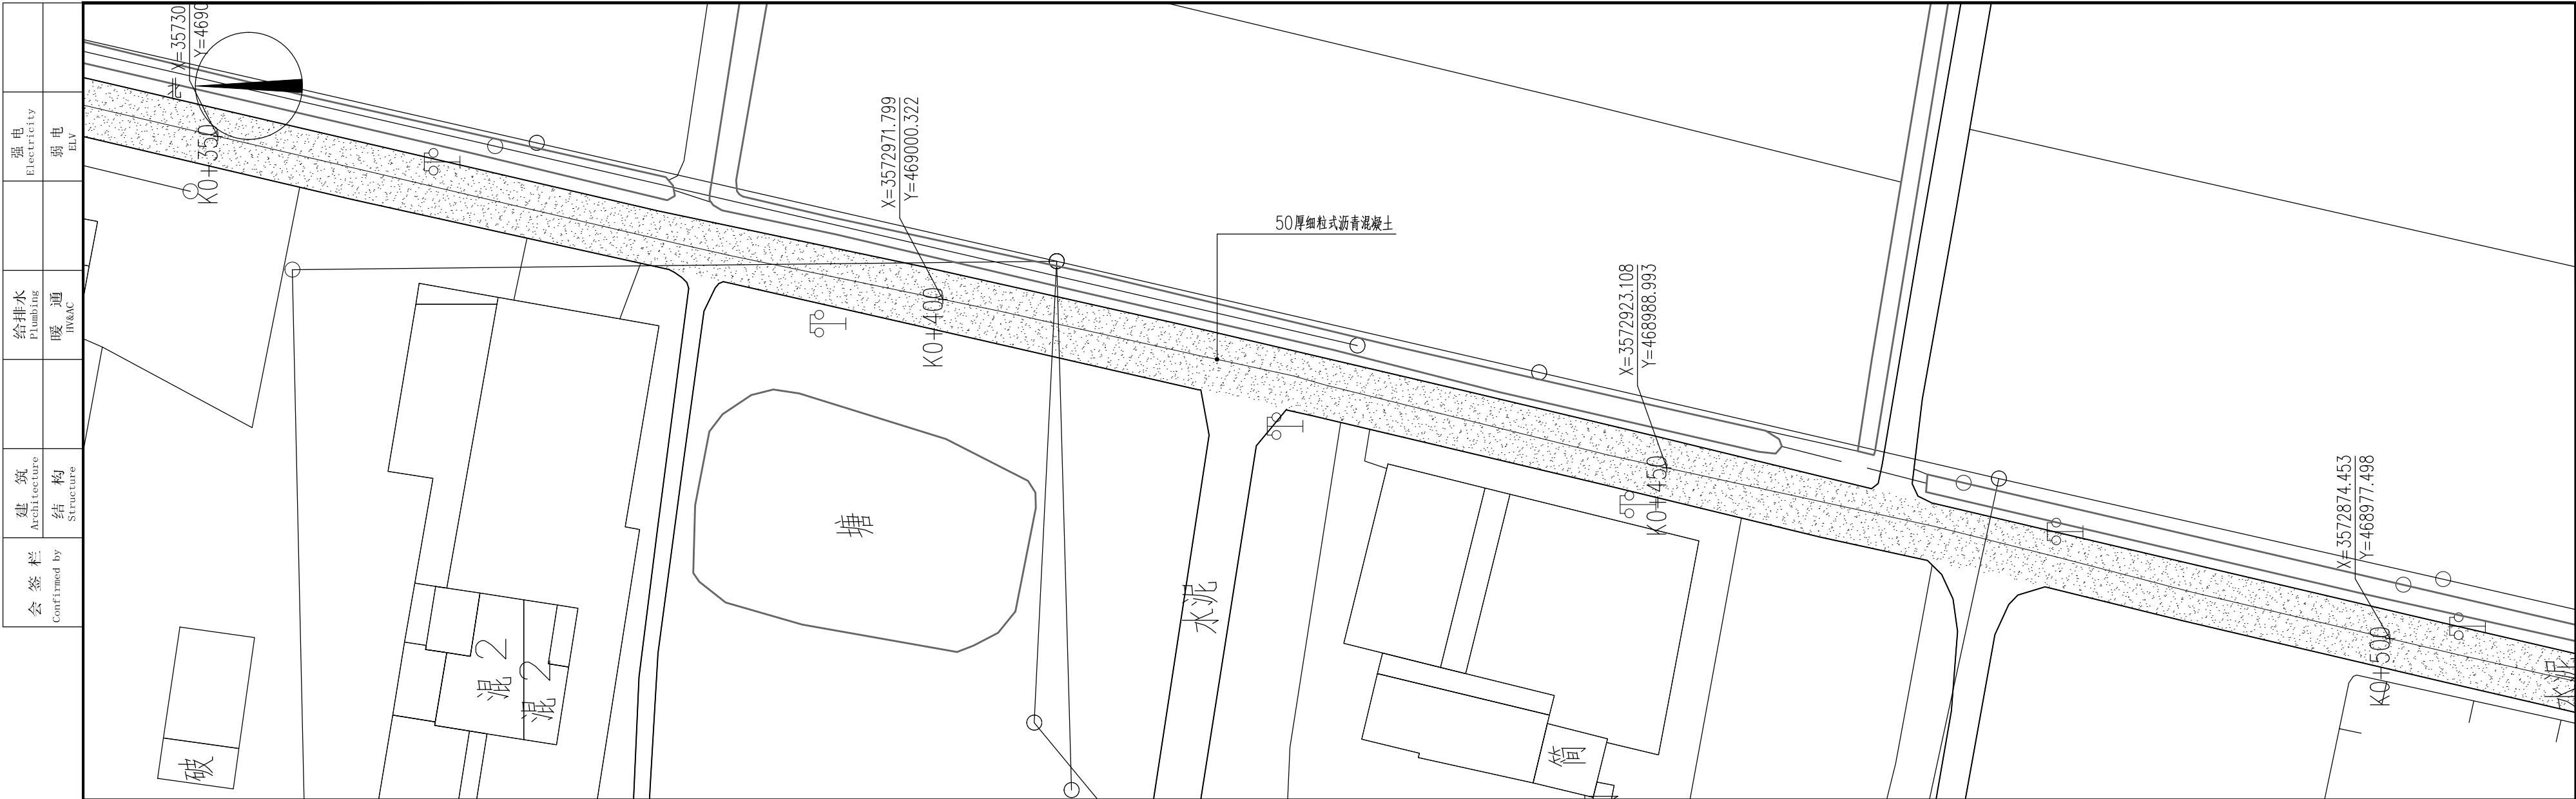 强 电
Electricity
弱 电
ELV
给排水
Plumbing
暖 通
HV&AC
建 筑
Architecture
结 构
Structure
会 签 栏
Confirmed by
K0+350
X=3572971.799
Y=469000.322
K0+400
50厚细粒式沥青混凝土
X=3572923.108
Y=468988.993
K0+450
X=3572874.453
Y=468977.498
K0+500
塘
水泥
混 2
混 2
破
简
水泥